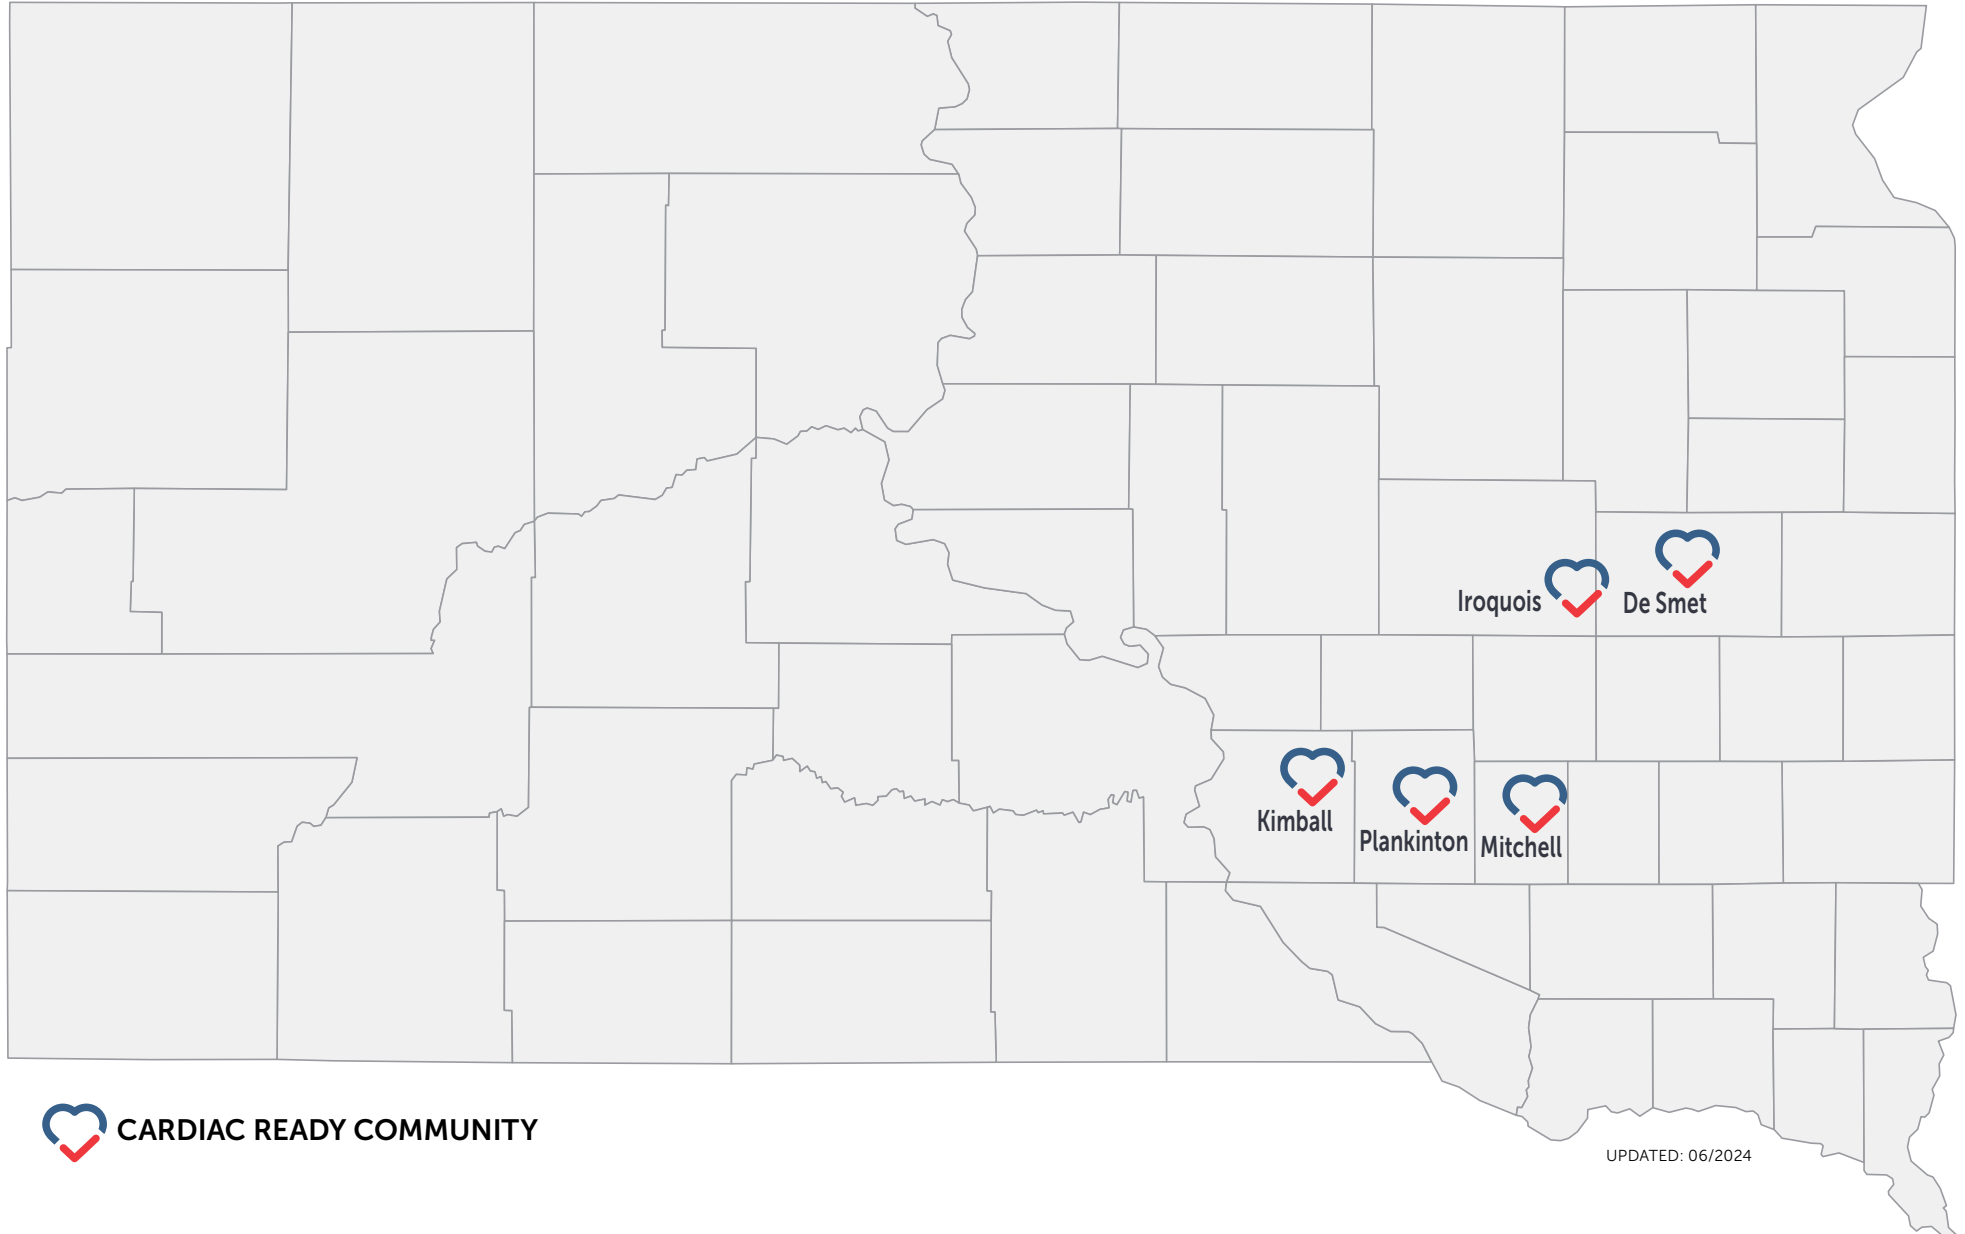 Iroquois
De Smet
Kimball
Plankinton
Mitchell
CARDIAC READY COMMUNITY
UPDATED: 06/2024